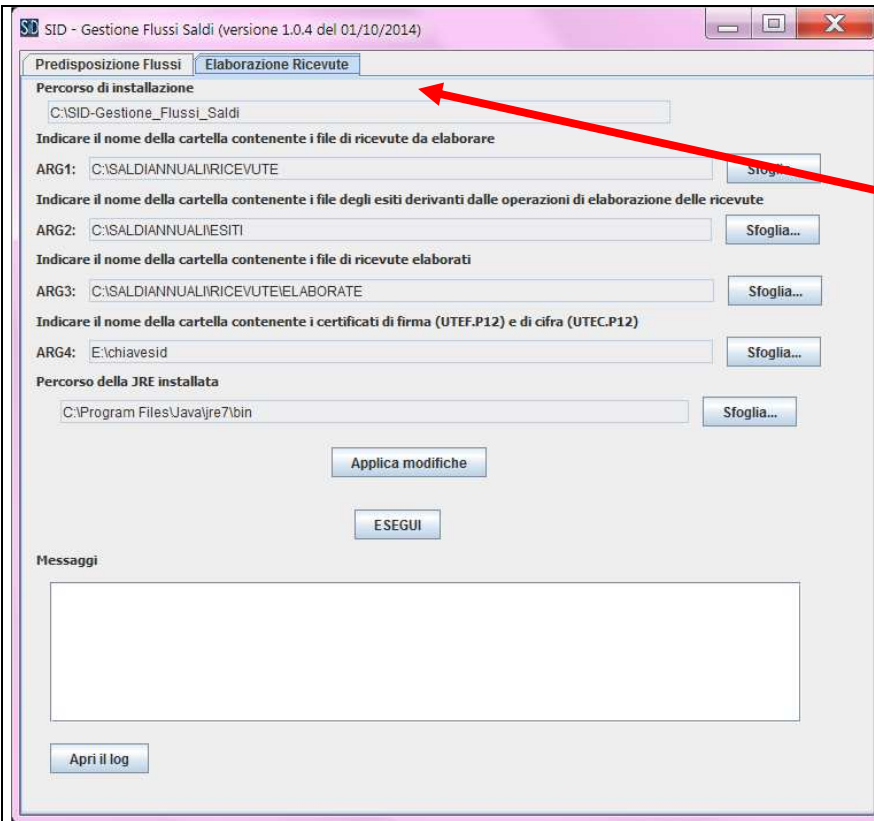 SID - Gestione Flussi Saldi (versione 1.0.4 del 01/10/2014)
Predisposizione Flussi Elaborazione Ricevute
Percorso di installazione
C:\SID-Gestione_Flussi_Saldi
Indicare il nome della cartella contenente i file di ricevute da elaborare
ARG1: C:\SALDIANNUALI\RICEVUTE Sfoglia...
Indicare il nome della cartella contenente i file degli esiti derivanti dalle operazioni di elaborazione delle ricevute
ARG2: C:\SALDIANNUALI\ESITI Sfoglia...
Indicare il nome della cartella contenente i file di ricevute elaborati
ARG3: C:\SALDIANNUALI\RICEVUTE\ELABORATE Sfoglia...
Indicare il nome della cartella contenente i certificati di firma (UTEF.P12) e di cifra (UTEC.P12)
ARG4: E:\chiavesid Sfoglia...
Percorso della JRE installata
C:\Program Files\Java\jre7\bin Sfoglia...
Applica modifiche
ESEGUI
Messaggi
Apri il log